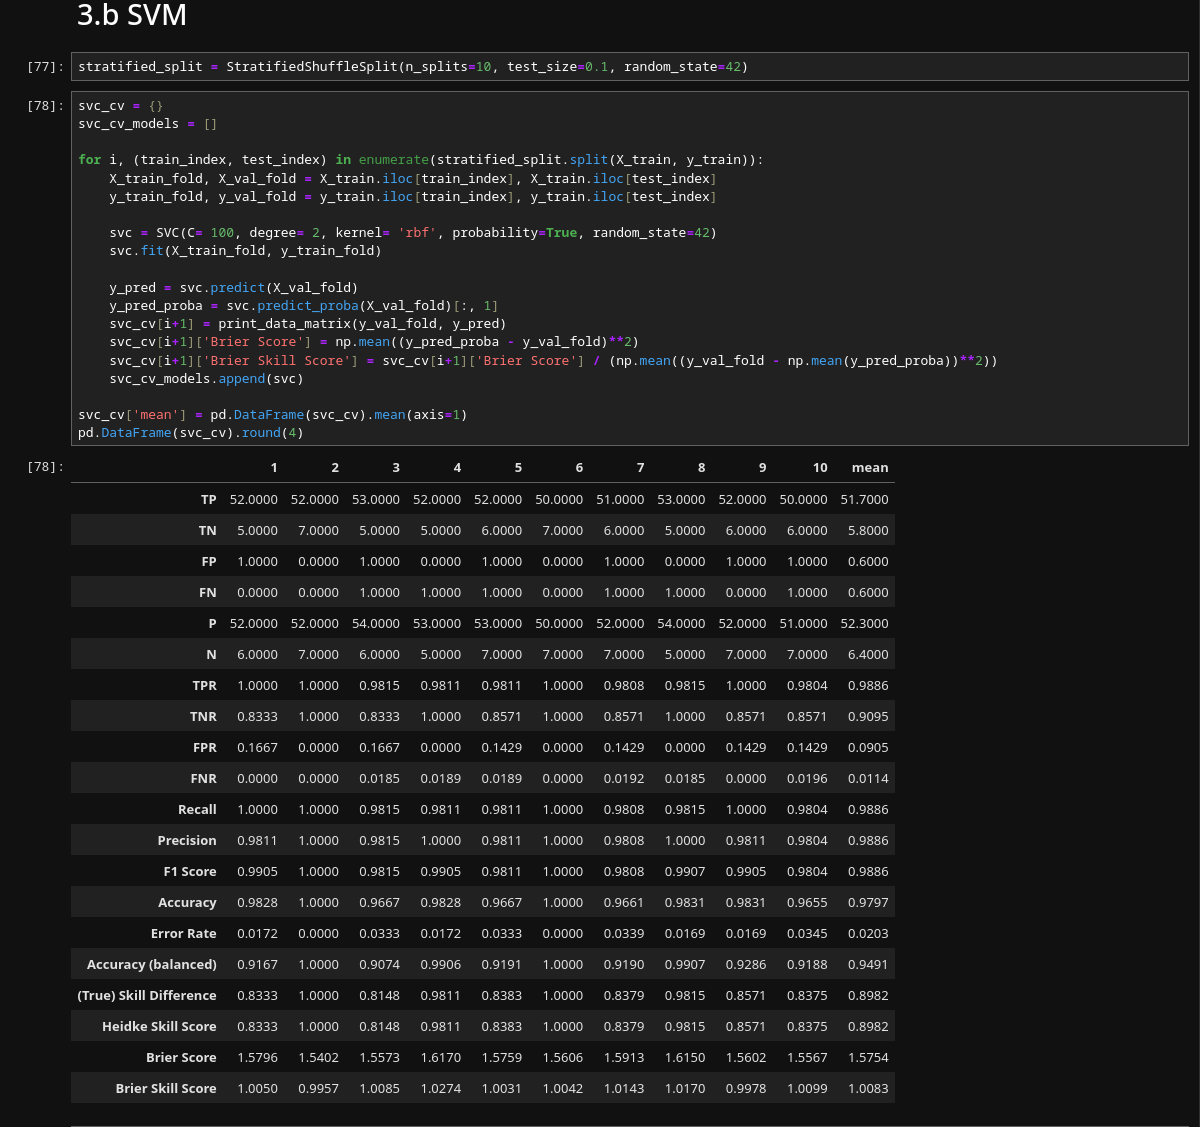 3.b SVM
[77]: stratified_split = StratifiedShuffleSplit(n_splits=10, test_size=0.1, random_state=42)
[78]: svc_cv = {}
svc_cv_models = []
for i, (train_index, test_index) in enumerate(stratified_split.split(X_train, y_train)):
    X_train_fold, X_val_fold = X_train.iloc[train_index], X_train.iloc[test_index]
    y_train_fold, y_val_fold = y_train.iloc[train_index], y_train.iloc[test_index]
    svc = SVC(C= 100, degree= 2, kernel= 'rbf', probability=True, random_state=42)
    svc.fit(X_train_fold, y_train_fold)
    y_pred = svc.predict(X_val_fold)
    y_pred_proba = svc.predict_proba(X_val_fold)[:, 1]
    svc_cv[i+1] = print_data_matrix(y_val_fold, y_pred)
    svc_cv[i+1]['Brier Score'] = np.mean((y_pred_proba - y_val_fold)**2)
    svc_cv[i+1]['Brier Skill Score'] = svc_cv[i+1]['Brier Score'] / (np.mean((y_val_fold - np.mean(y_pred_proba))**2))
    svc_cv_models.append(svc)
svc_cv['mean'] = pd.DataFrame(svc_cv).mean(axis=1)
pd.DataFrame(svc_cv).round(4)
[78]: 1 2 3 4 5 6 7 8 9 10 mean
TP 52.0000 52.0000 53.0000 52.0000 52.0000 50.0000 51.0000 53.0000 52.0000 50.0000 51.7000
TN 5.0000 7.0000 5.0000 5.0000 6.0000 7.0000 6.0000 5.0000 6.0000 6.0000 5.8000
FP 1.0000 0.0000 1.0000 0.0000 1.0000 0.0000 1.0000 0.0000 1.0000 1.0000 0.6000
FN 0.0000 0.0000 1.0000 1.0000 1.0000 0.0000 1.0000 1.0000 0.0000 1.0000 0.6000
P 52.0000 52.0000 54.0000 53.0000 53.0000 50.0000 52.0000 54.0000 52.0000 51.0000 52.3000
N 6.0000 7.0000 6.0000 5.0000 7.0000 7.0000 7.0000 5.0000 7.0000 7.0000 6.4000
TPR 1.0000 1.0000 0.9815 0.9811 0.9811 1.0000 0.9808 0.9815 1.0000 0.9804 0.9886
TNR 0.8333 1.0000 0.8333 1.0000 0.8571 1.0000 0.8571 1.0000 0.8571 0.8571 0.9095
FPR 0.1667 0.0000 0.1667 0.0000 0.1429 0.0000 0.1429 0.0000 0.1429 0.1429 0.0905
FNR 0.0000 0.0000 0.0185 0.0189 0.0189 0.0000 0.0192 0.0185 0.0000 0.0196 0.0114
Recall 1.0000 1.0000 0.9815 0.9811 0.9811 1.0000 0.9808 0.9815 1.0000 0.9804 0.9886
Precision 0.9811 1.0000 0.9815 1.0000 0.9811 1.0000 0.9808 1.0000 0.9811 0.9804 0.9886
F1 Score 0.9905 1.0000 0.9815 0.9905 0.9811 1.0000 0.9808 0.9907 0.9905 0.9804 0.9886
Accuracy 0.9828 1.0000 0.9667 0.9828 0.9667 1.0000 0.9661 0.9831 0.9831 0.9655 0.9797
Error Rate 0.0172 0.0000 0.0333 0.0172 0.0333 0.0000 0.0339 0.0169 0.0169 0.0345 0.0203
Accuracy (balanced) 0.9167 1.0000 0.9074 0.9906 0.9191 1.0000 0.9190 0.9907 0.9286 0.9188 0.9491
(True) Skill Difference 0.8333 1.0000 0.8148 0.9811 0.8383 1.0000 0.8379 0.9815 0.8571 0.8375 0.8982
Heidke Skill Score 0.8333 1.0000 0.8148 0.9811 0.8383 1.0000 0.8379 0.9815 0.8571 0.8375 0.8982
Brier Score 1.5796 1.5402 1.5573 1.6170 1.5759 1.5606 1.5913 1.6150 1.5602 1.5567 1.5754
Brier Skill Score 1.0050 0.9957 1.0085 1.0274 1.0031 1.0042 1.0143 1.0170 0.9978 1.0099 1.0083